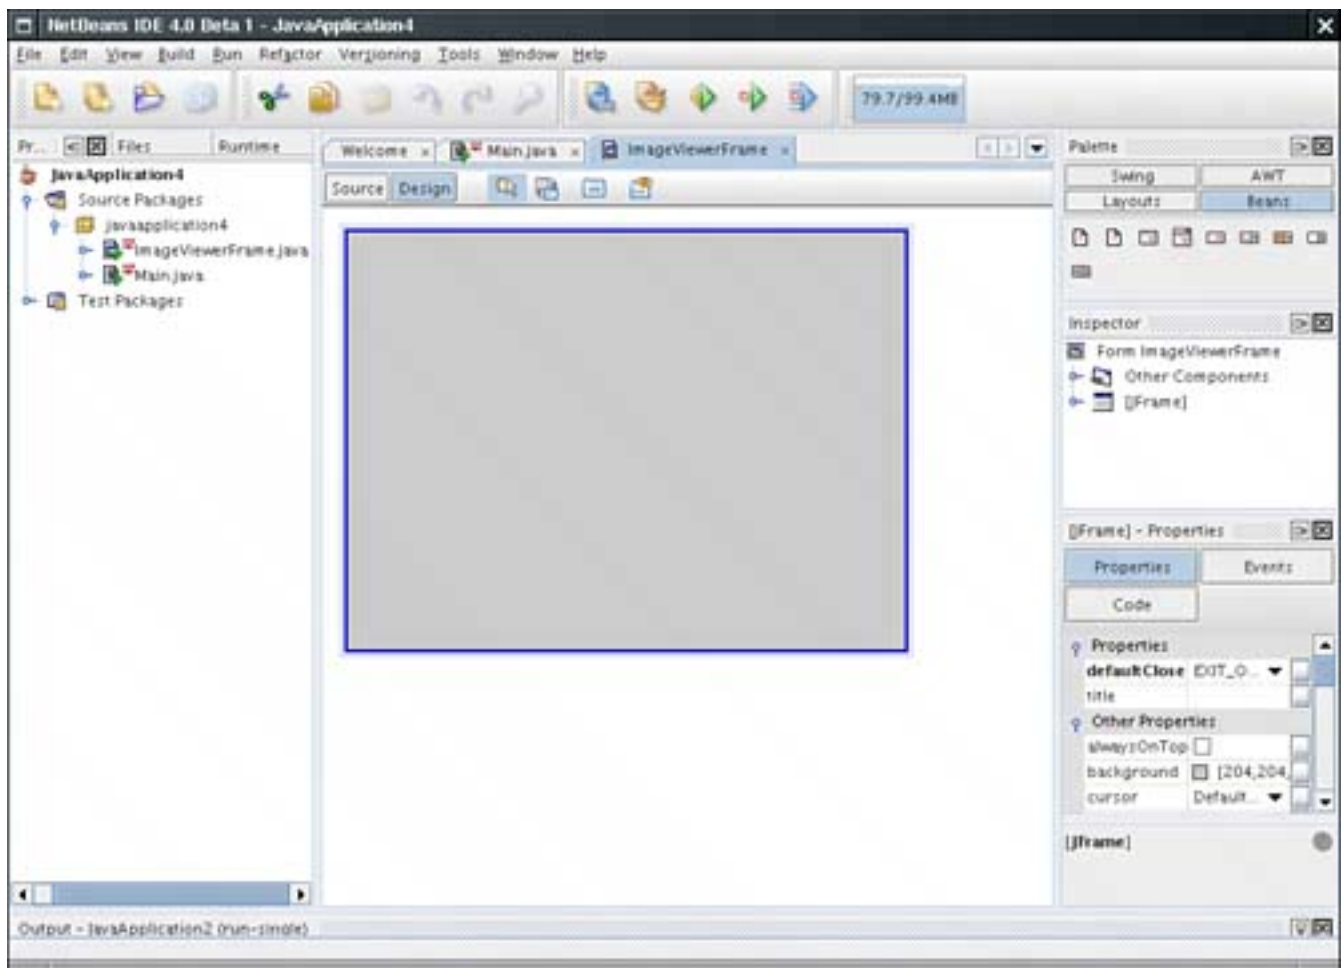 NetBeans IDE 4.0 Beta 1 - JavaApplication4
File Edit View Build Run Refactor Versioning Tools Window Help
79.7/99.4MB
Pr... Files Runtime
JavaApplication4
Source Packages
javaapplication4
ImageViewerFrame.java
Main.java
Test Packages
Welcome Main.java ImageViewerFrame
Source Design
Palette
Swing AWT
Layouts Beans
Inspector
Form ImageViewerFrame
Other Components
[JFrame]
[JFrame] - Properties
Properties Events
Code
Properties
defaultClose EXIT_O...
title
Other Properties
alwaysOnTop
background [204,204,
cursor Default...
[JFrame]
Output - JavaApplication2 (run-single)